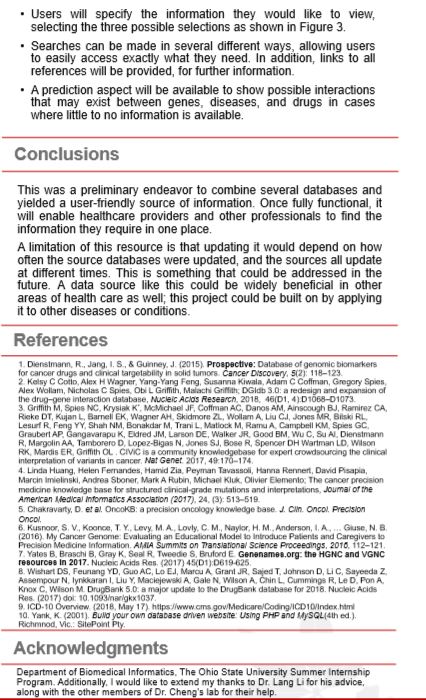 • Users will specify the information they would like to view,
selecting the three possible selections as shown in Figure 3.
• Searches can be made in several different ways, allowing users
to easily access exactly what they need. In addition, links to all
references will be provided, for further information.
• A prediction aspect will be available to show possible interactions
that may exist between genes, diseases, and drugs in cases
where little to no information is available.
Conclusions
This was a preliminary endeavor to combine several databases and
yielded a user-friendly source of information. Once fully functional, it
will enable healthcare providers and other professionals to find the
information they require in one place.
A limitation of this resource is that updating it would depend on how
often the source databases were updated, and the sources all update
at different times. This is something that could be addressed in the
future. A data source like this could be widely beneficial in other
areas of health care as well; this project could be built on by applying
it to other diseases or conditions.
References
1. Dienstmann, R., Jang, I. S., & Guinney, J. (2015). Prospective: Database of genomic biomarkers
for cancer drugs and clinical targetability in solid tumors. Cancer Discovery, 5(2): 118–123.
2. Kelsy C Cotto, Alex H Wagner, Yang-Yang Feng, Susanna Kiwala, Adam C Coffman, Gregory Spies,
Alex Wollam, Nicholas C Spies, Obi L Griffith, Malachi Griffith; DGIdb 3.0: a redesign and expansion of
the drug–gene interaction database, Nucleic Acids Research, 2018, 46(D1, 4):D1068–D1073.
3. Griffith M, Spies NC, Krysiak K, McMichael JF, Coffman AC, Danos AM, Ainscough BJ, Ramirez CA,
Rieke DT, Kujan L, Barnell EK, Wagner AH, Skidmore ZL, Wollam A, Liu CJ, Jones MR, Bilski RL,
Lesurf R, Feng YY, Shah NM, Bonakdar M, Trani L, Matlock M, Ramu A, Campbell KM, Spies GC,
Graubert AP, Gangavarapu K, Eldred JM, Larson DE, Walker JR, Good BM, Wu C, Su AI, Dienstmann
R, Margolin AA, Tamborero D, Lopez-Bigas N, Jones SJ, Bose R, Spencer DH Wartman LD, Wilson
RK, Mardis ER, Griffith OL . CIViC is a community knowledgebase for expert crowdsourcing the clinical
interpretation of variants in cancer. Nat Genet. 2017, 49:170–174.
4. Linda Huang, Helen Fernandes, Hamid Zia, Peyman Tavassoli, Hanna Rennert, David Pisapia,
Marcin Imielinski, Andrea Sboner, Mark A Rubin, Michael Kluk, Olivier Elemento; The cancer precision
medicine knowledge base for structured clinical-grade mutations and interpretations, Journal of the
American Medical Informatics Association (2017), 24, (3): 513–519.
5. Chakravarty, D. et al. OncoKB: a precision oncology knowledge base. J. Clin. Oncol. Precision
Oncol.
6. Kusnoor, S. V., Koonce, T. Y., Levy, M. A., Lovly, C. M., Naylor, H. M., Anderson, I. A., … Giuse, N. B.
(2016). My Cancer Genome: Evaluating an Educational Model to Introduce Patients and Caregivers to
Precision Medicine Information. AMIA Summits on Translational Science Proceedings, 2016, 112–121.
7. Yates B, Braschi B, Gray K, Seal R, Tweedie S, Bruford E. Genenames.org: the HGNC and VGNC
resources in 2017. Nucleic Acids Res. (2017) 45(D1):D619-625.
8. Wishart DS, Feunang YD, Guo AC, Lo EJ, Marcu A, Grant JR, Sajed T, Johnson D, Li C, Sayeeda Z,
Assempour N, Iynkkaran I, Liu Y, Maciejewski A, Gale N, Wilson A, Chin L, Cummings R, Le D, Pon A,
Knox C, Wilson M. DrugBank 5.0: a major update to the DrugBank database for 2018. Nucleic Acids
Res. (2017) doi: 10.1093/nar/gkx1037.
9. ICD-10 Overview. (2018, May 17). https://www.cms.gov/Medicare/Coding/ICD10/index.html
10. Yank, K. (2001). Build your own database driven website: Using PHP and MySQL(4th ed.).
Richmnod, Vic.: SitePoint Pty.
Acknowledgments
Department of Biomedical Informatics, The Ohio State University Summer Internship
Program. Additionally, I would like to extend my thanks to Dr. Lang Li for his advice,
along with the other members of Dr. Cheng's lab for their help.